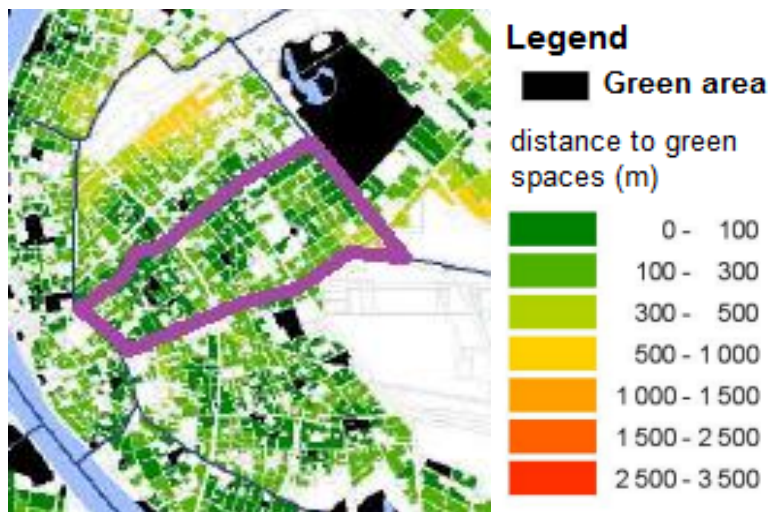 Legend
Green area
distance to green
spaces (m)
0 - 100
100 - 300
300 - 500
500 - 1 000
1 000 - 1 500
1 500 - 2 500
2 500 - 3 500